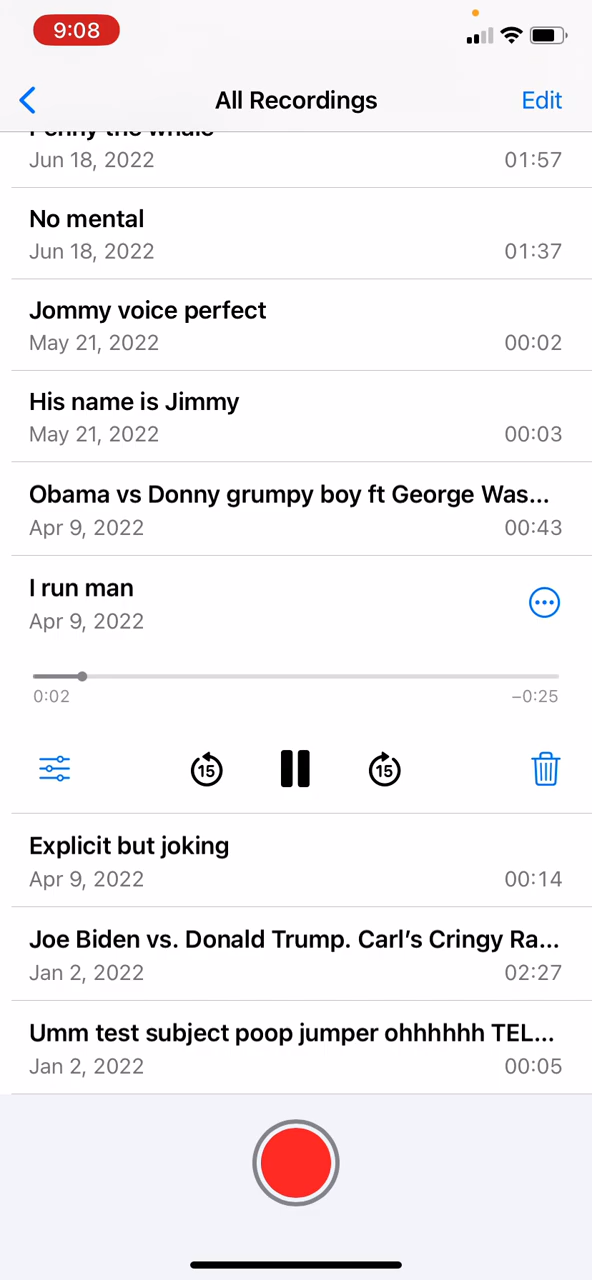 9:08
All Recordings
Edit
Penny the whale
Jun 18, 2022
01:57
No mental
Jun 18, 2022
01:37
Jommy voice perfect
May 21, 2022
00:02
His name is Jimmy
May 21, 2022
00:03
Obama vs Donny grumpy boy ft George Was...
Apr 9, 2022
00:43
I run man
Apr 9, 2022
0:02
−0:25
15
15
Explicit but joking
Apr 9, 2022
00:14
Joe Biden vs. Donald Trump. Carl’s Cringy Ra...
Jan 2, 2022
02:27
Umm test subject poop jumper ohhhhhh TEL...
Jan 2, 2022
00:05